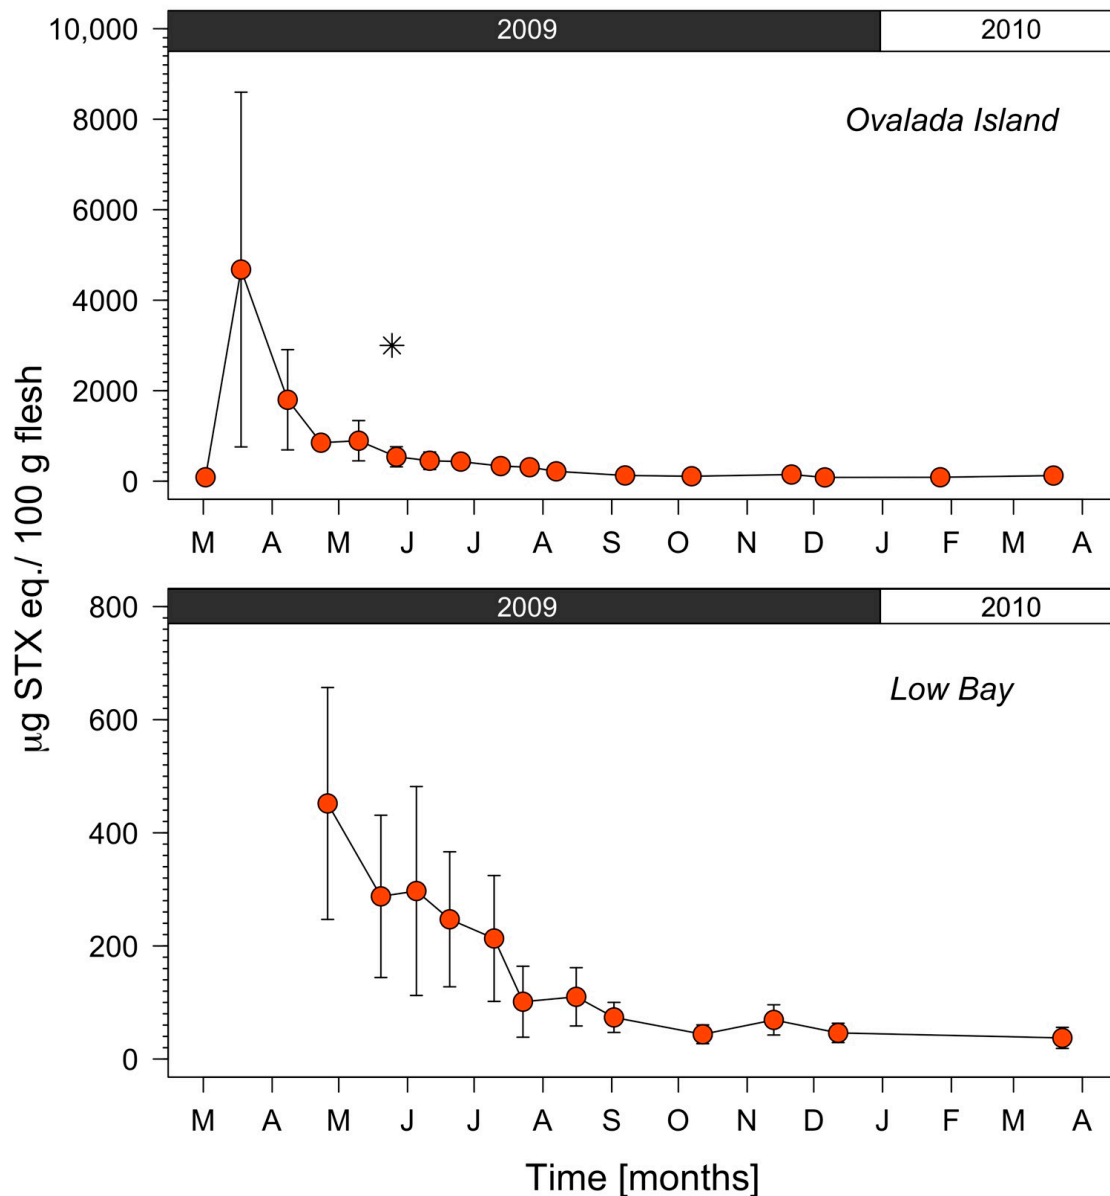 μg STX eq./ 100 g flesh
2009 2010
Ovalada Island
10,000
8000
6000
4000
2000
0
M A M J J A S O N D J F M A
2009 2010
Low Bay
800
600
400
200
0
M A M J J A S O N D J F M A
Time [months]